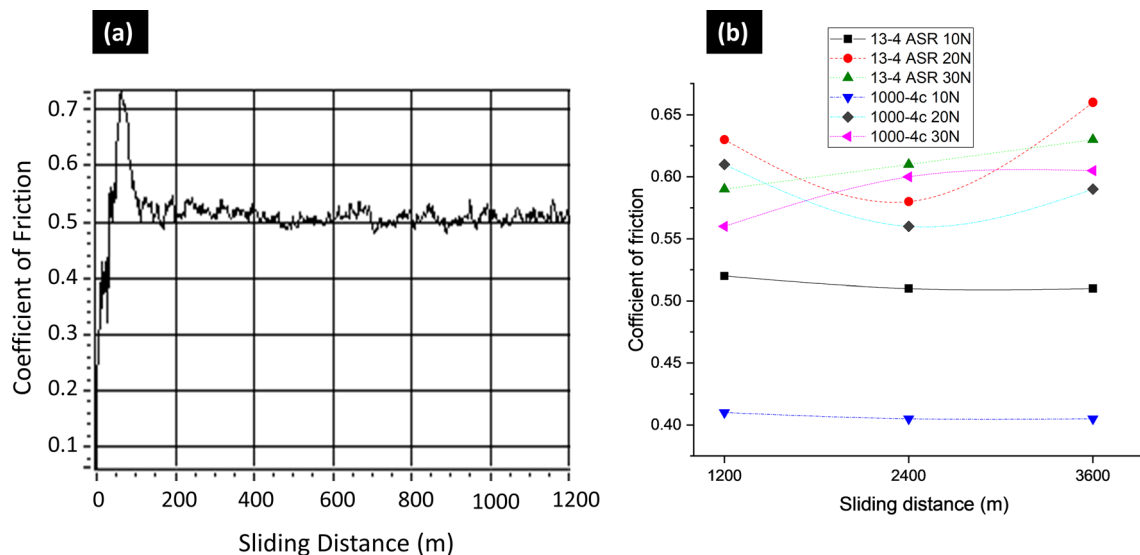 (a)
Coefficient of Friction
0.7
0.6
0.5
0.4
0.3
0.2
0.1
0
200
400
600
800
1000
1200
Sliding Distance (m)
(b)
13-4 ASR 10N
13-4 ASR 20N
13-4 ASR 30N
1000-4c 10N
1000-4c 20N
1000-4c 30N
Cofficient of friction
0.65
0.60
0.55
0.50
0.45
0.40
1200
2400
3600
Sliding distance (m)